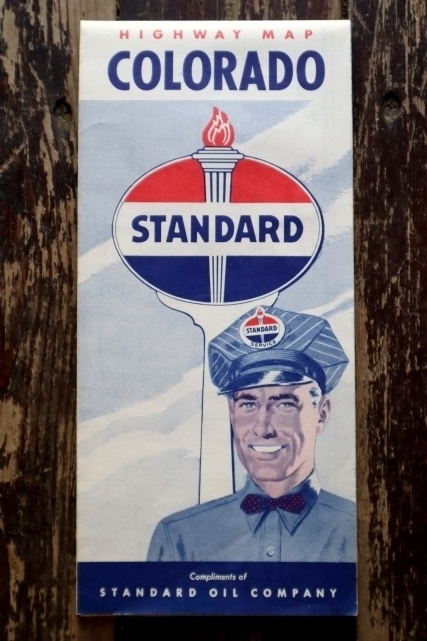 HIGHWAY MAP
COLORADO
STANDARD
STANDARD
SERVICE
Compliments of
STANDARD OIL COMPANY